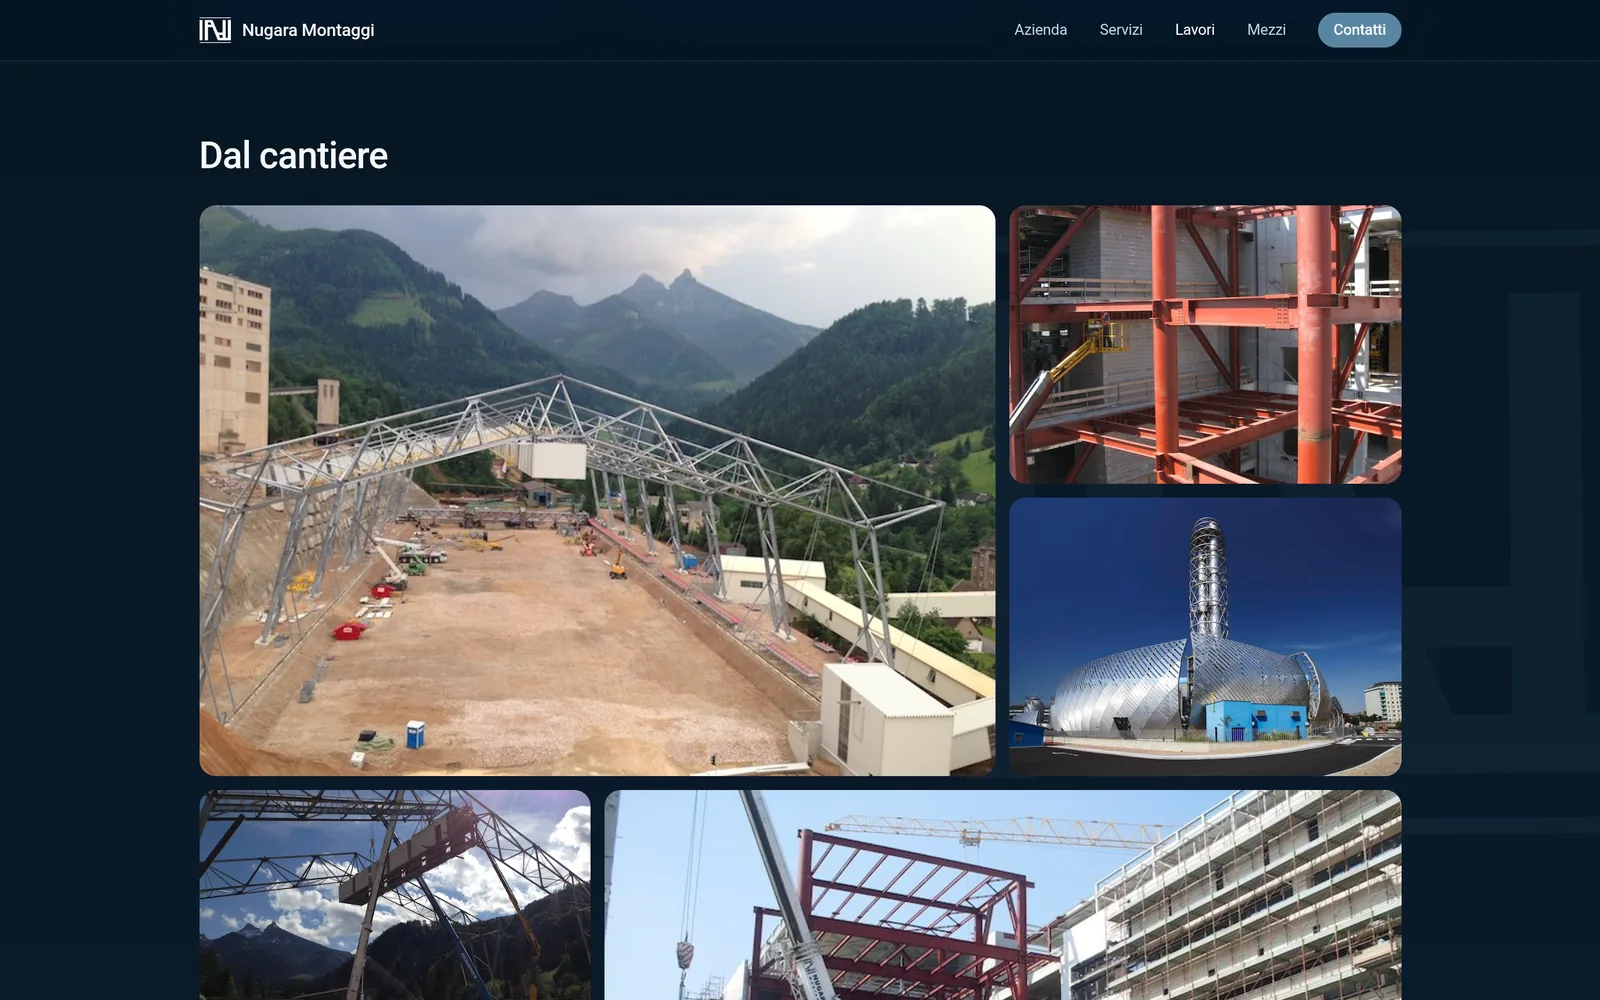 Nugara Montaggi
Azienda
Servizi
Lavori
Mezzi
Contatti
Dal cantiere